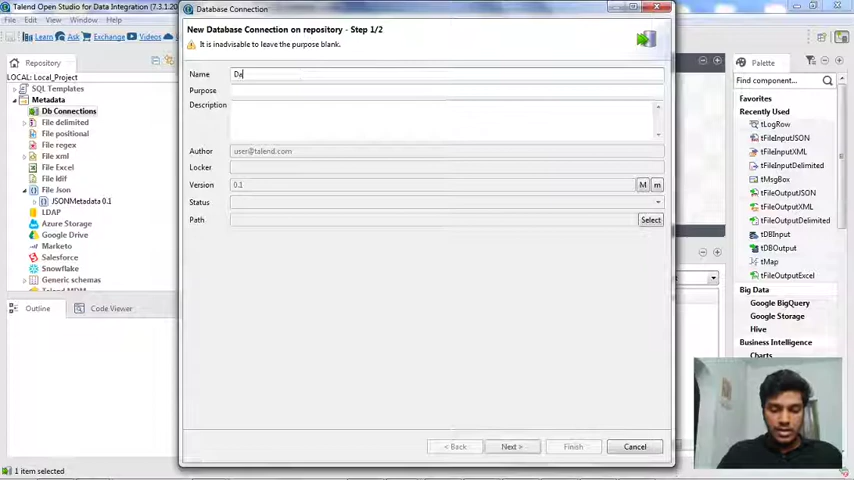 Talend Open Studio for Data Integration (7.3.1.20
File Edit View Window Help
Learn Ask Exchange Videos
Repository
LOCAL: Local_Project
SQL Templates
Metadata
Db Connections
File delimited
File positional
File regex
File xml
File Excel
File ldif
File Json
JSONMetadata 0.1
LDAP
Azure Storage
Google Drive
Marketo
Salesforce
Snowflake
Generic schemas
Talend MDM
Outline
Code Viewer
1 item selected
Database Connection
New Database Connection on repository - Step 1/2
It is inadvisable to leave the purpose blank.
Name Da
Purpose
Description
Author user@talend.com
Locker
Version 0.1 M m
Status
Path Select
< Back Next > Finish Cancel
Palette
Find component...
Favorites
Recently Used
tLogRow
tFileInputJSON
tFileInputXML
tFileInputDelimited
tMsgBox
tFileOutputJSON
tFileOutputXML
tFileOutputDelimited
tDBInput
tDBOutput
tMap
tFileOutputExcel
Big Data
Google BigQuery
Google Storage
Hive
Business Intelligence
Charts